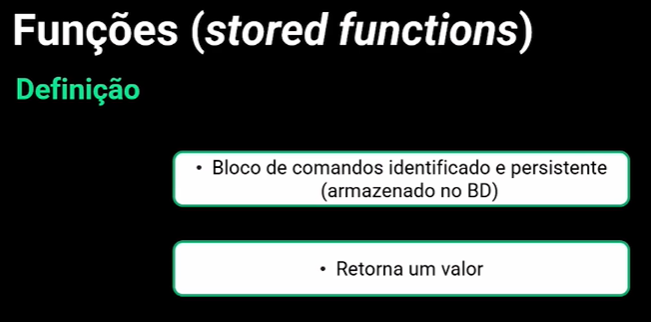 Funções (stored functions)
Definição
• Bloco de comandos identificado e persistente
(armazenado no BD)
• Retorna um valor